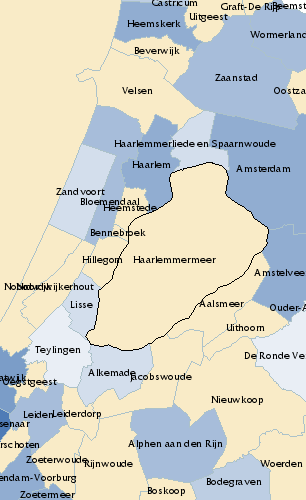 Castricum
Graft-De Rijp
Beemst
Uitgeest
Heemskerk
Wormerland
Beverwijk
Zaanstad
Velsen
Oostza
Haarlemmerliede en Spaarnwoude
Haarlem
Amsterdam
Zandvoort
Bloemendaal
Heemstede
Bennebroek
Hillegom
Haarlemmermeer
Amstelvee
Noordwijkerhout
Lisse
Aalsmeer
Ouder-A
Uithoorn
Teylingen
De Ronde Ve
Alkemade
Jacobswoude
atwijk
Oegstgeest
Nieuwkoop
Leiden
Leiderdorp
senaar
rschoten
Alphen aan den Rijn
Zoeterwoude
Rijnwoude
Woerden
endam-Voorburg
Bodegraven
Zoetermeer
Boskoop